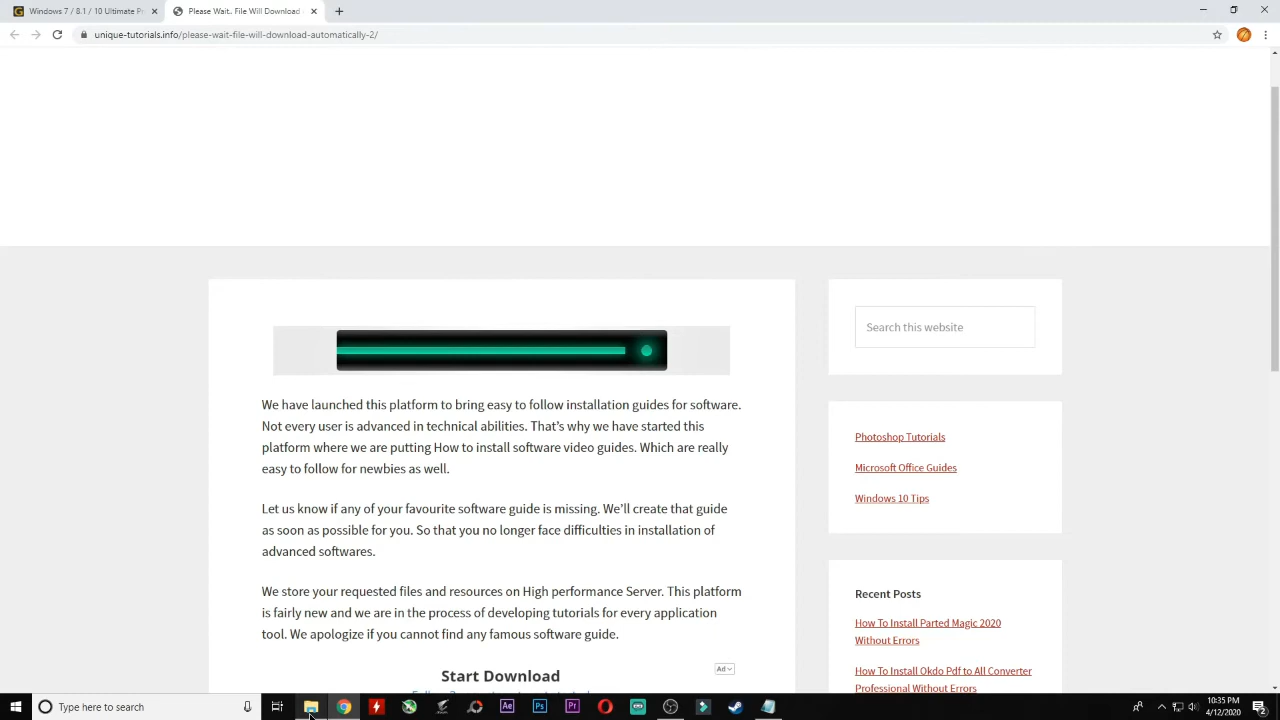 Windows 7 / 8.1 / 10 Ultimate
Please Wait.. File Will Download
unique-tutorials.info/please-wait-file-will-download-automatically-2/
We have launched this platform to bring easy to follow installation guides for software.
Not every user is advanced in technical abilities. That's why we have started this
platform where we are putting How to install software video guides. Which are really
easy to follow for newbies as well.
Let us know if any of your favourite software guide is missing. We'll create that guide
as soon as possible for you. So that you no longer face difficulties in installation of
advanced softwares.
We store your requested files and resources on High performance Server. This platform
is fairly new and we are in the process of developing tutorials for every application
tool. We apologize if you cannot find any famous software guide.
Start Download
Ad
Search this website
Photoshop Tutorials
Microsoft Office Guides
Windows 10 Tips
Recent Posts
How To Install Parted Magic 2020
Without Errors
How To Install Okdo Pdf to All Converter
Professional Without Errors
Type here to search
Ae
Ps
Pr
10:35 PM
4/12/2020